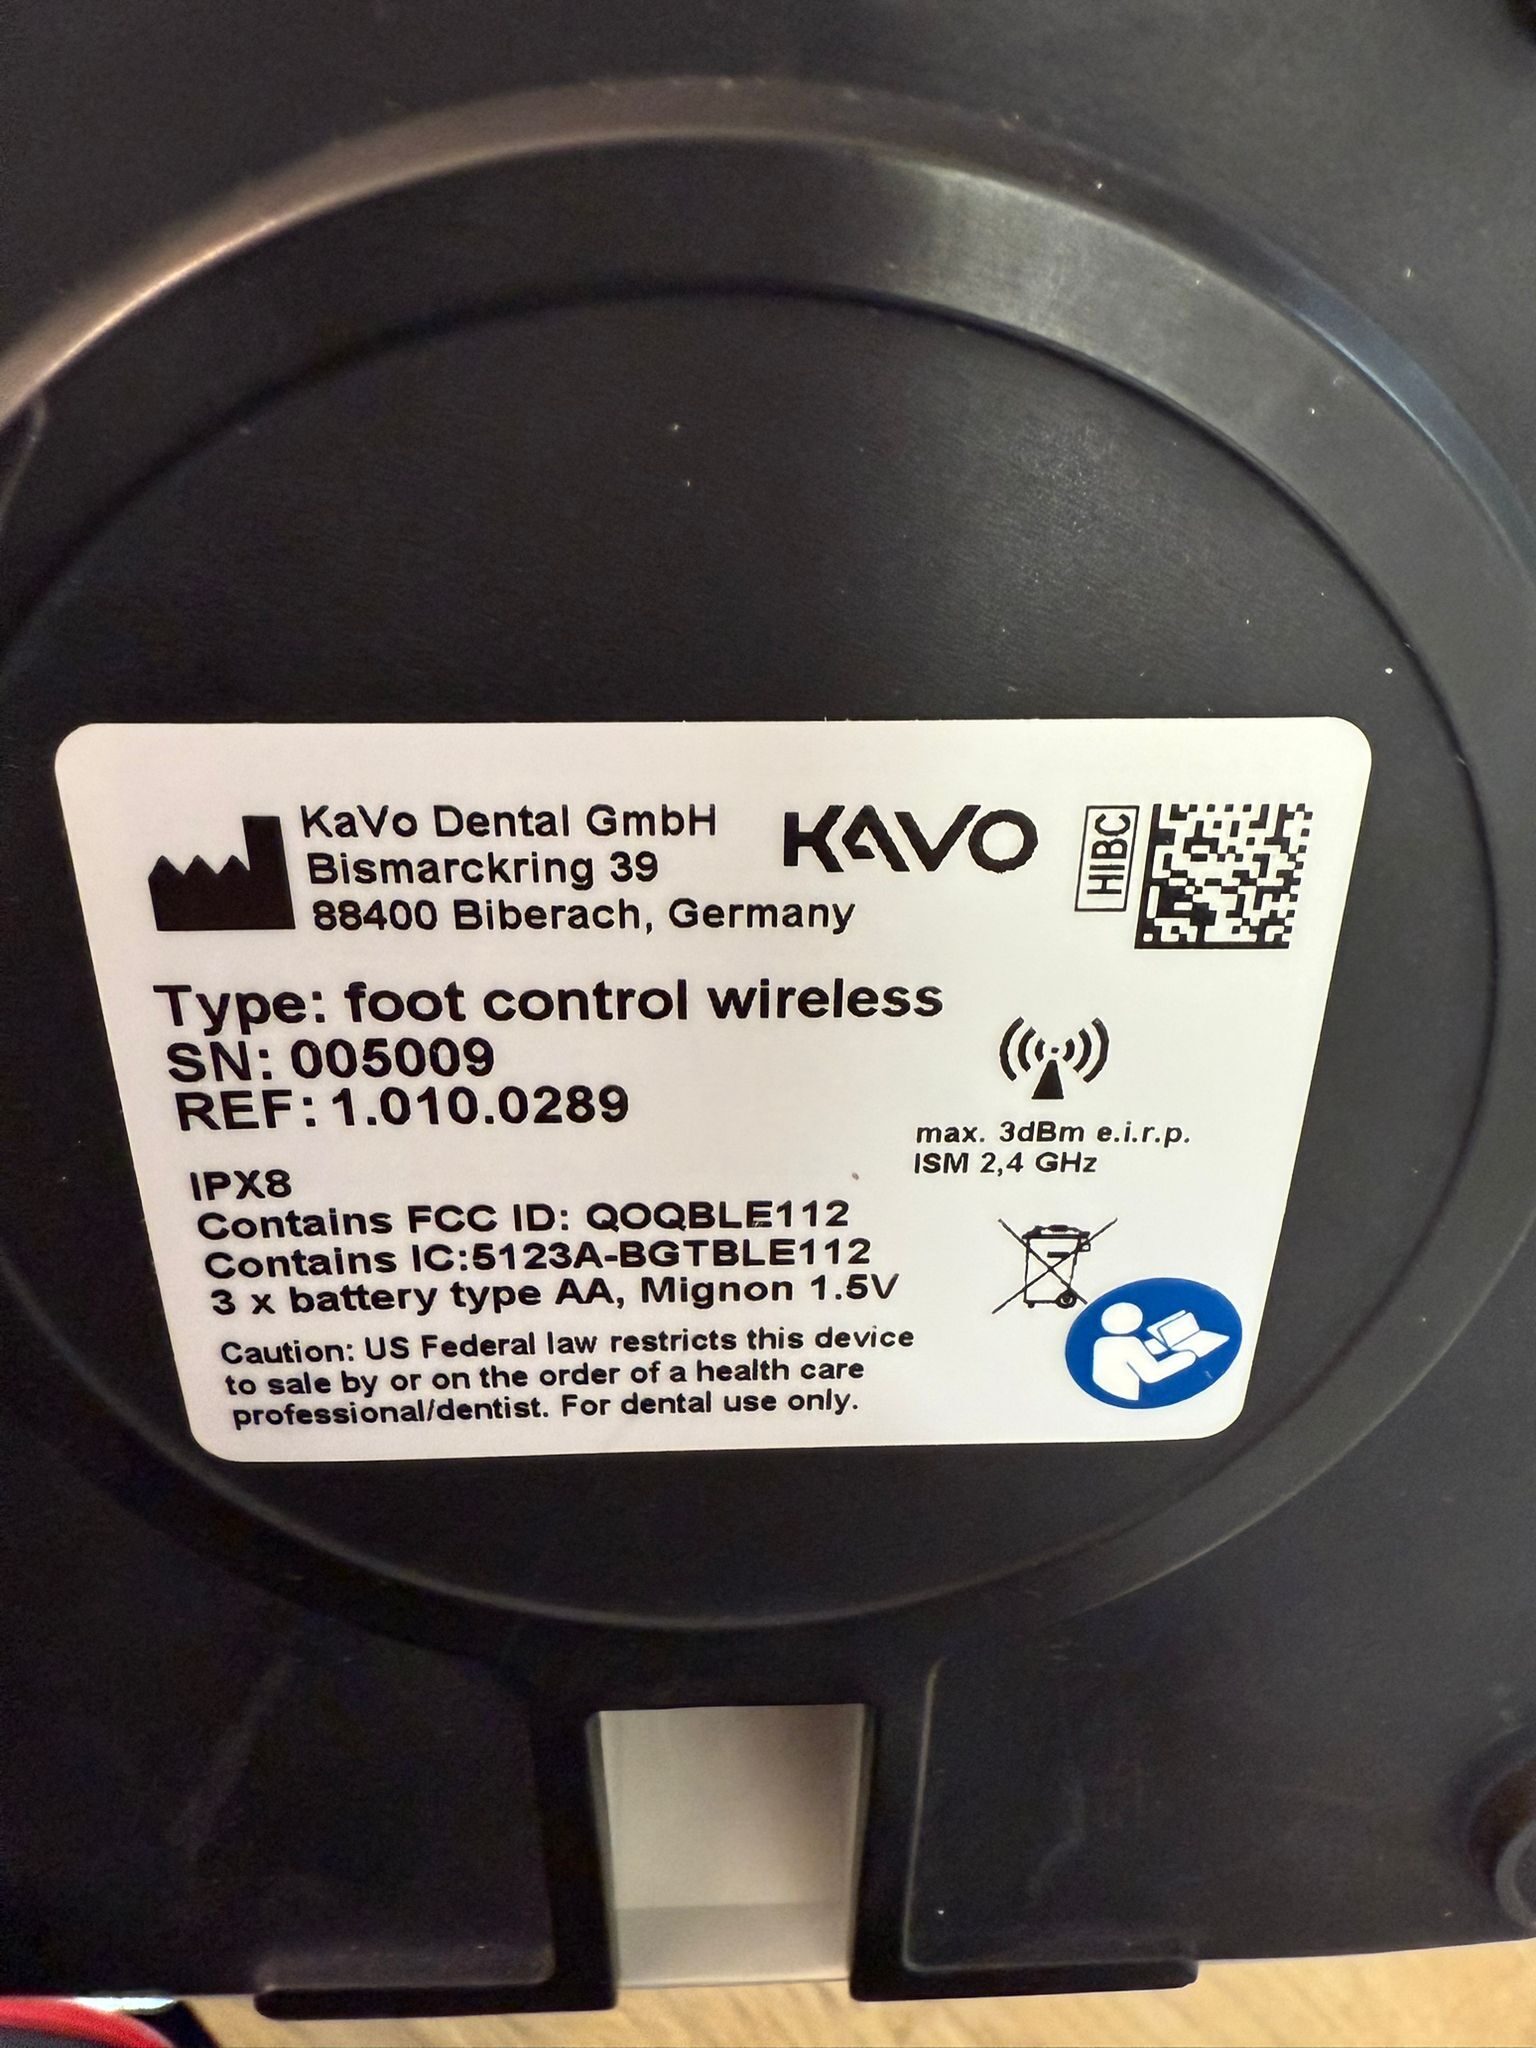 KaVo Dental GmbH
Bismarckring 39
88400 Biberach, Germany
KAVO
HIBC
Type: foot control wireless
SN: 005009
REF: 1.010.0289
max. 3dBm e.i.r.p.
ISM 2,4 GHz
IPX8
Contains FCC ID: QOQBLE112
Contains IC:5123A-BGTBLE112
3 x battery type AA, Mignon 1.5V
Caution: US Federal law restricts this device
to sale by or on the order of a health care
professional/dentist. For dental use only.